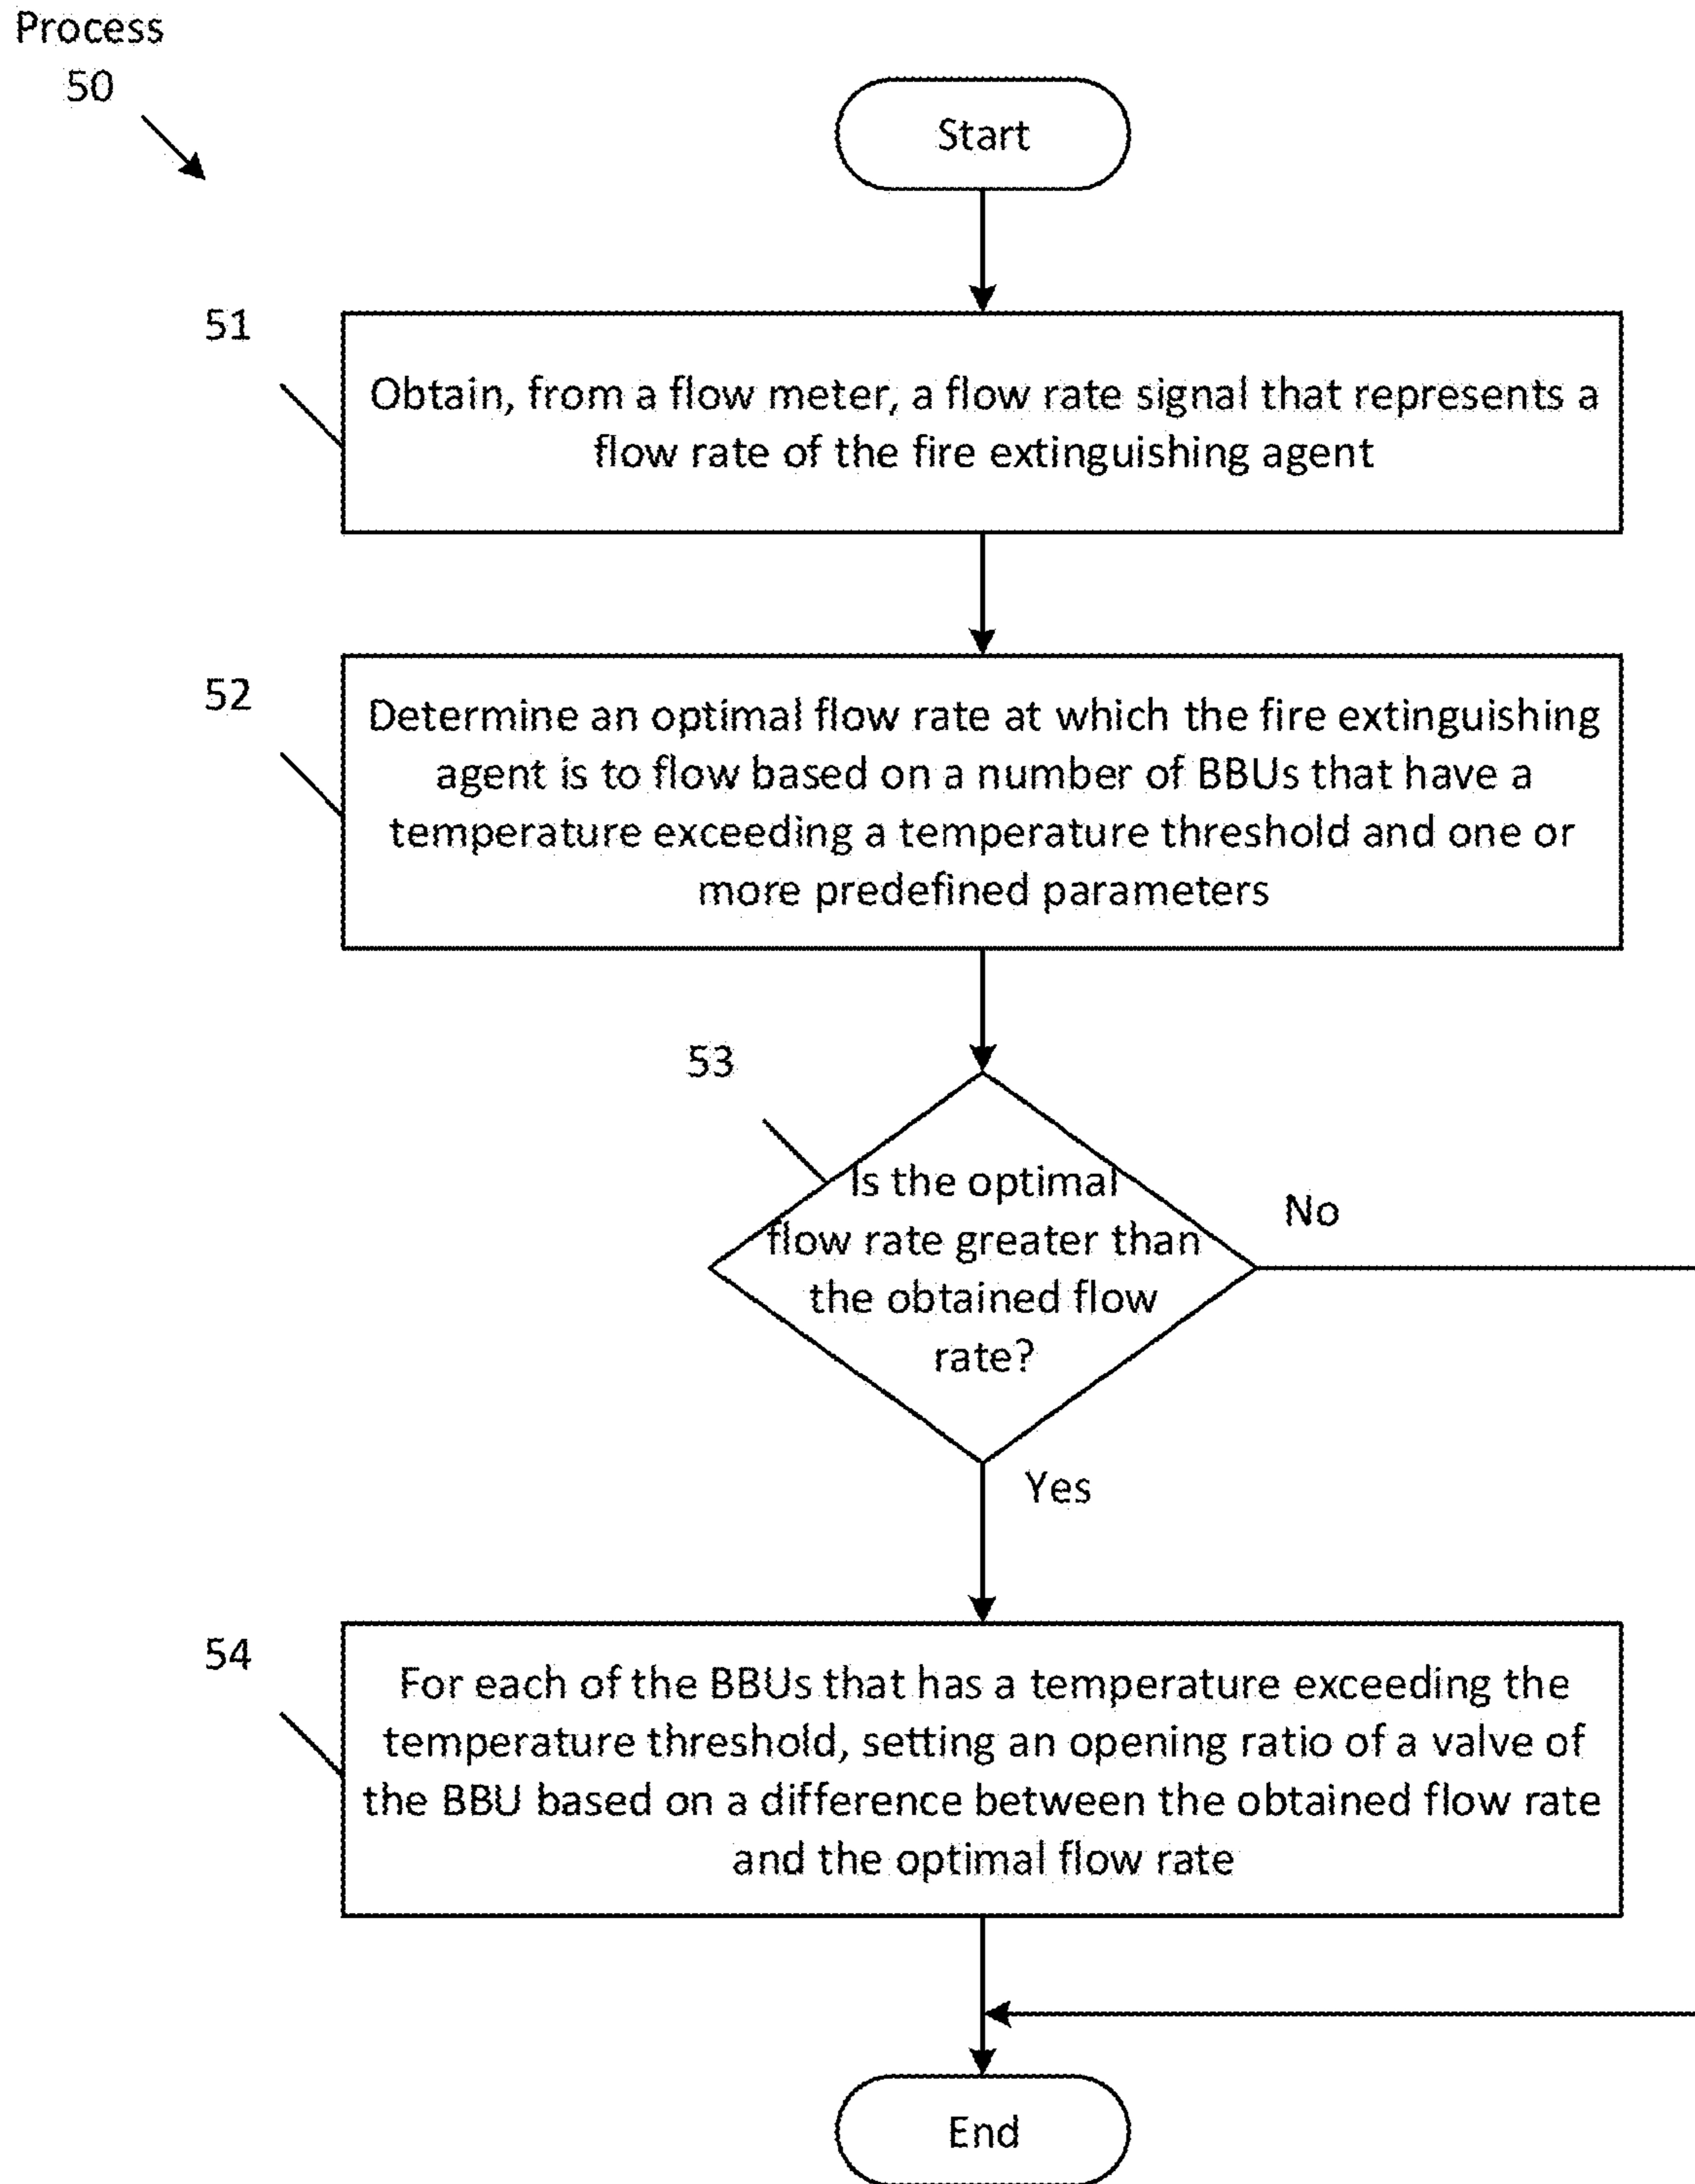 Process
50
Start
51
Obtain, from a flow meter, a flow rate signal that represents a
flow rate of the fire extinguishing agent
52
Determine an optimal flow rate at which the fire extinguishing
agent is to flow based on a number of BBUs that have a
temperature exceeding a temperature threshold and one or
more predefined parameters
53
Is the optimal
flow rate greater than
the obtained flow
rate?
No
Yes
54
For each of the BBUs that has a temperature exceeding the
temperature threshold, setting an opening ratio of a valve of
the BBU based on a difference between the obtained flow rate
and the optimal flow rate
End